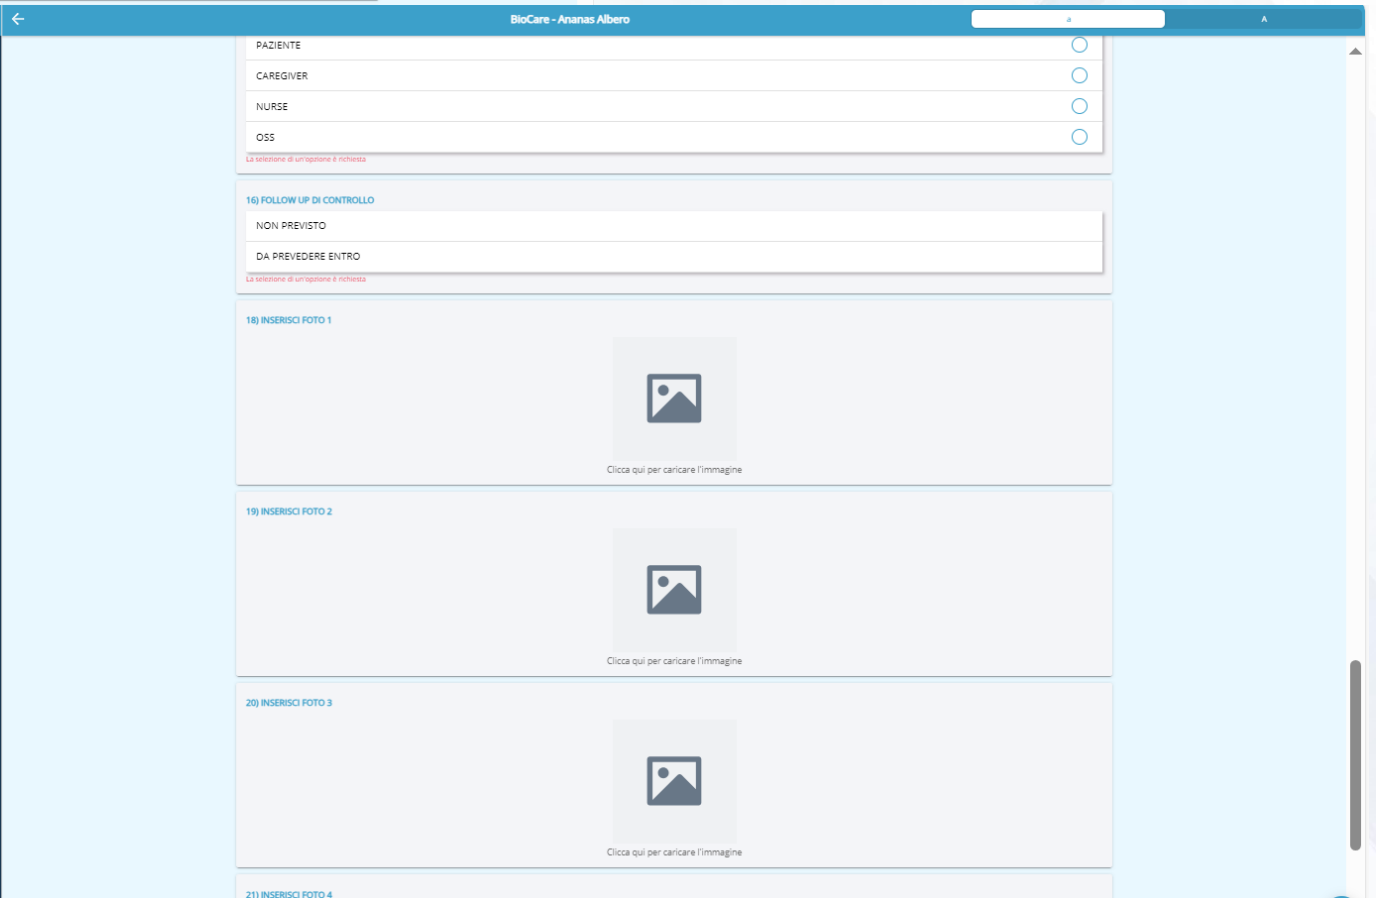 BioCare - Ananas Albero
a
A
PAZIENTE
CAREGIVER
NURSE
OSS
La selezione di un'opzione è richiesta
16) FOLLOW UP DI CONTROLLO
NON PREVISTO
DA PREVEDERE ENTRO
La selezione di un'opzione è richiesta
18) INSERISCI FOTO 1
Clicca qui per caricare l'immagine
19) INSERISCI FOTO 2
Clicca qui per caricare l'immagine
20) INSERISCI FOTO 3
Clicca qui per caricare l'immagine
21) INSERISCI FOTO 4